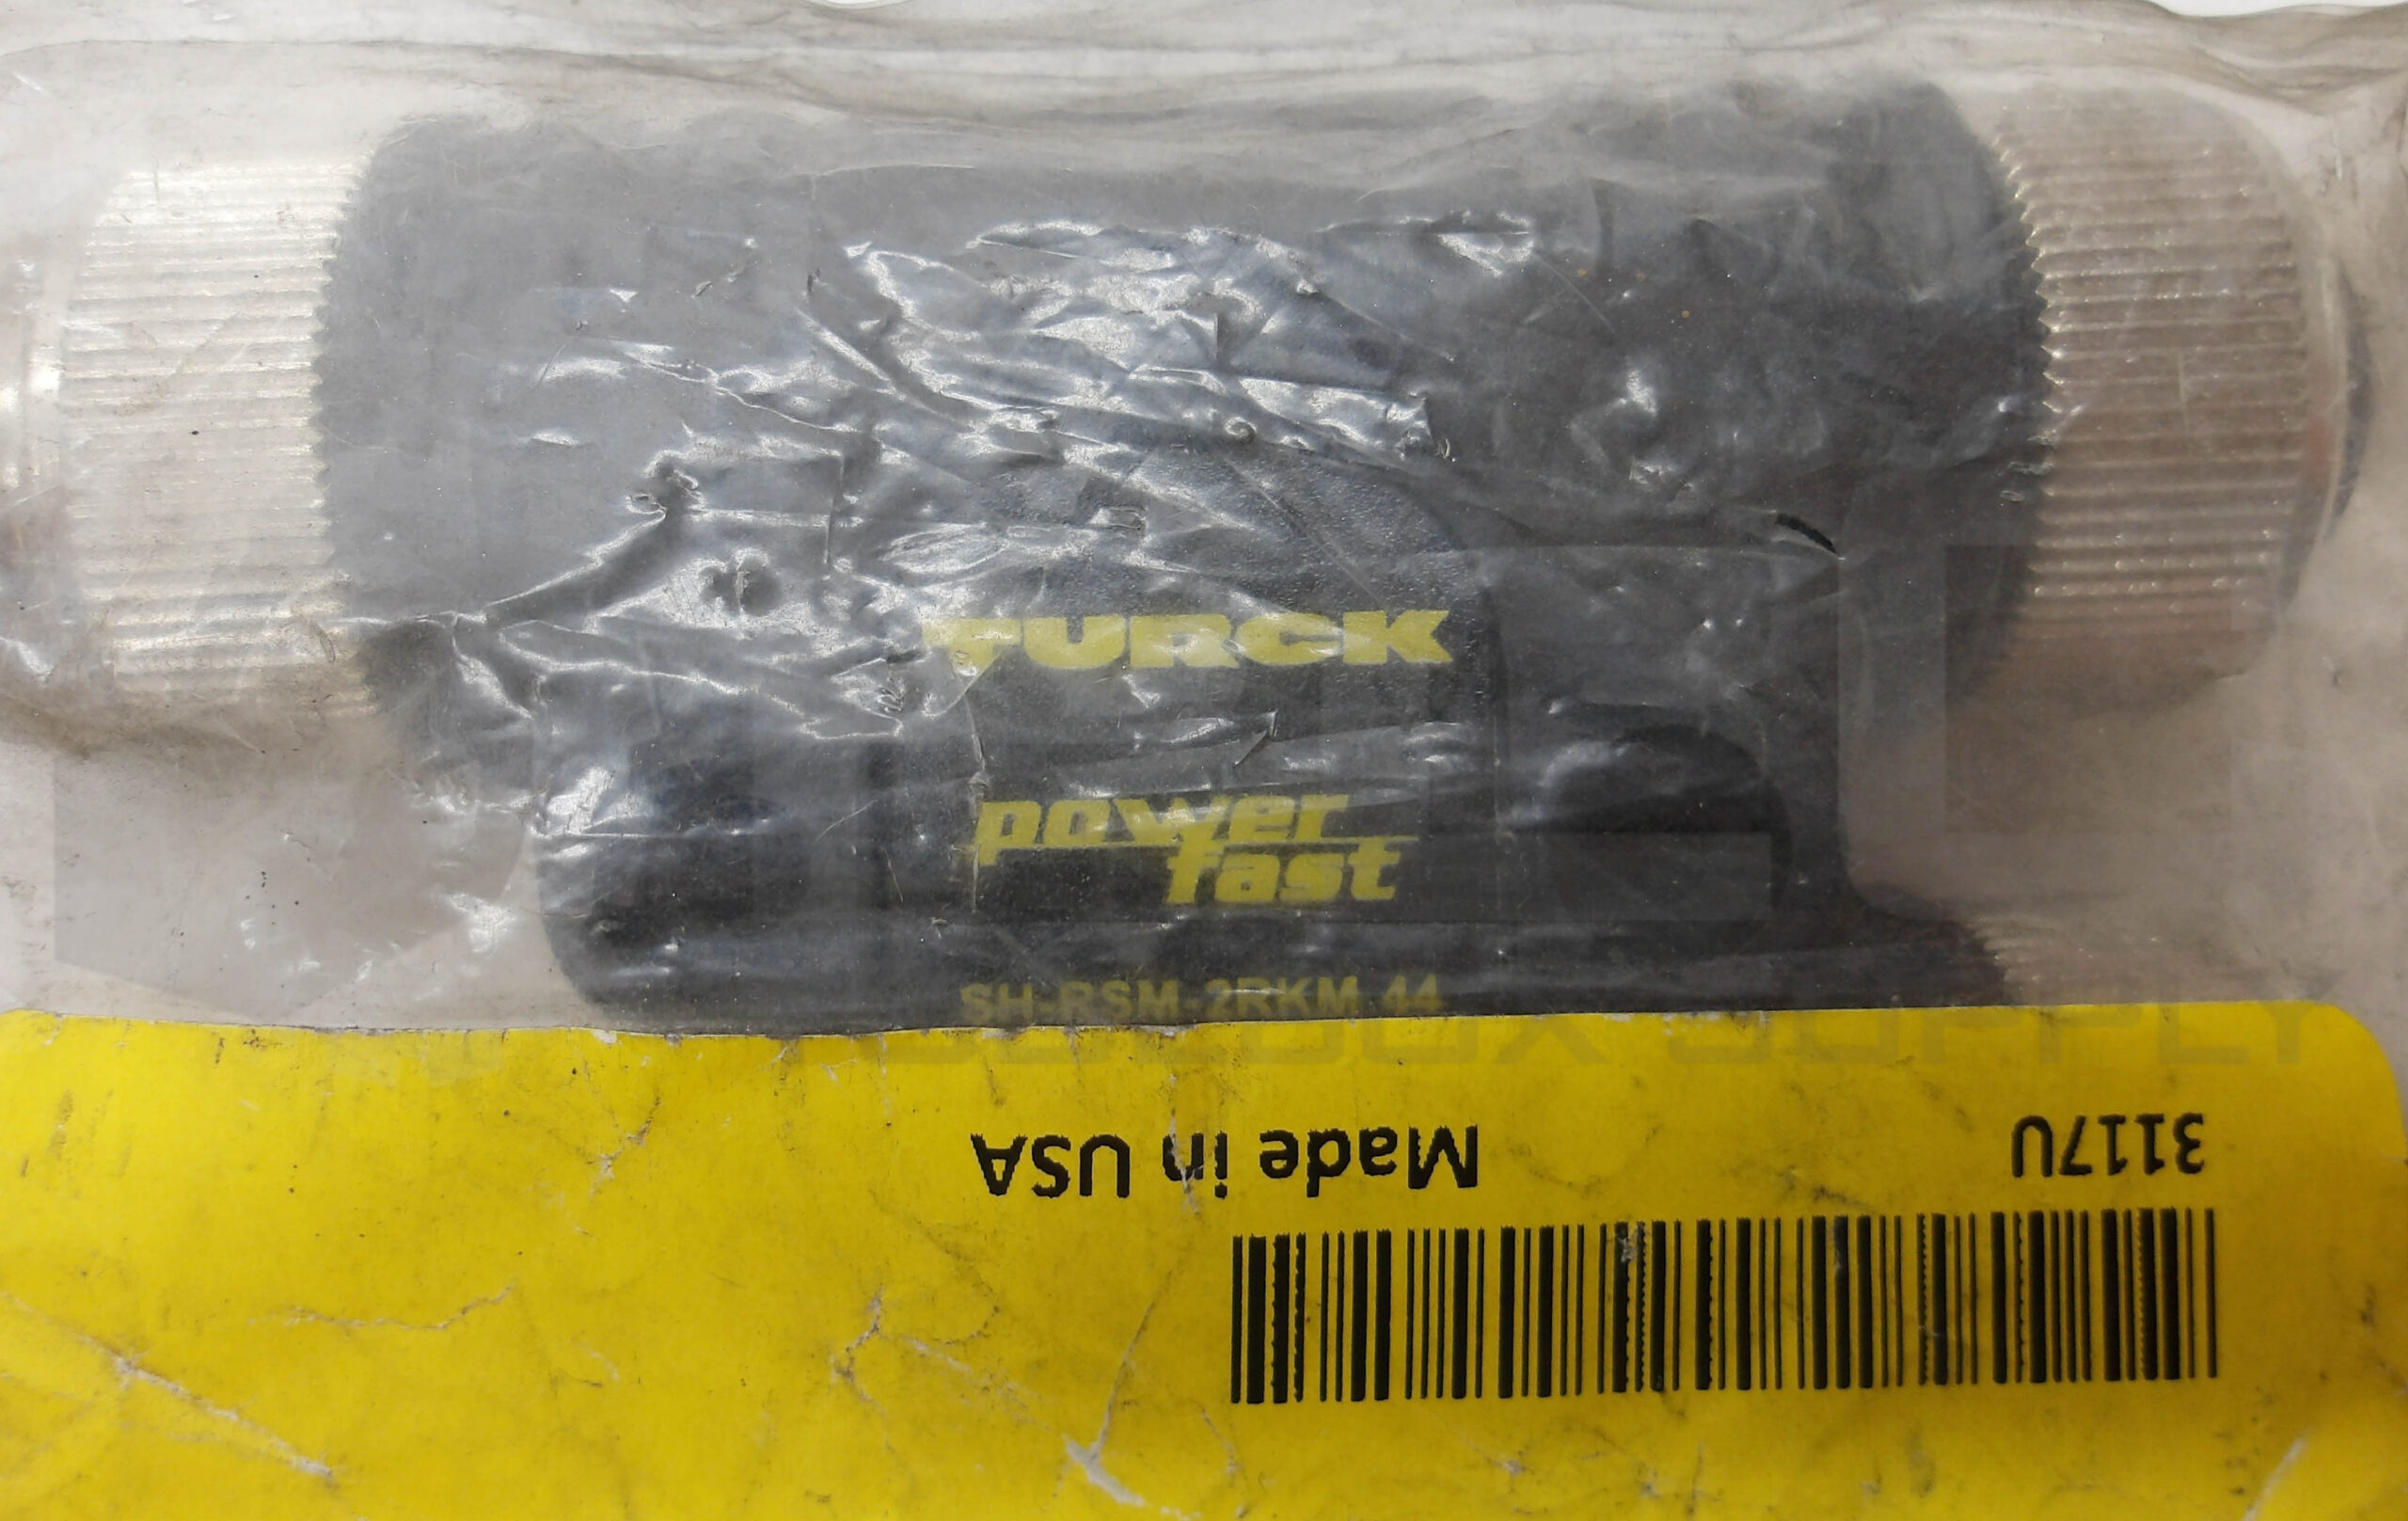 TURCK
power
fast
SH-RSM-2RKM 44
Made in USA
3117U